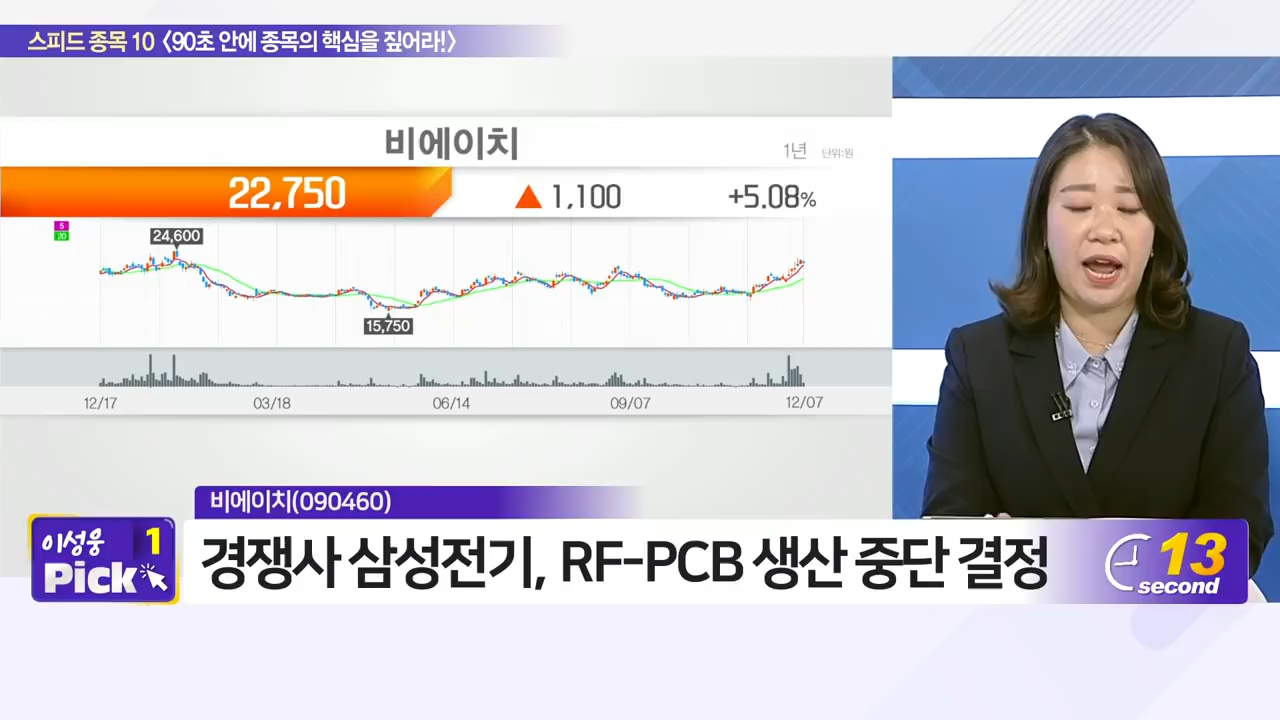 스피드 종목 10 〈90초 안에 종목의 핵심을 짚어라!〉
비에이치
1년 단위:원
22,750 ▲ 1,100 +5.08%
5
20
24,600
15,750
12/17 03/18 06/14 09/07 12/07
비에이치(090460)
이성웅 1
Pick
경쟁사 삼성전기, RF-PCB 생산 중단 결정
13
second